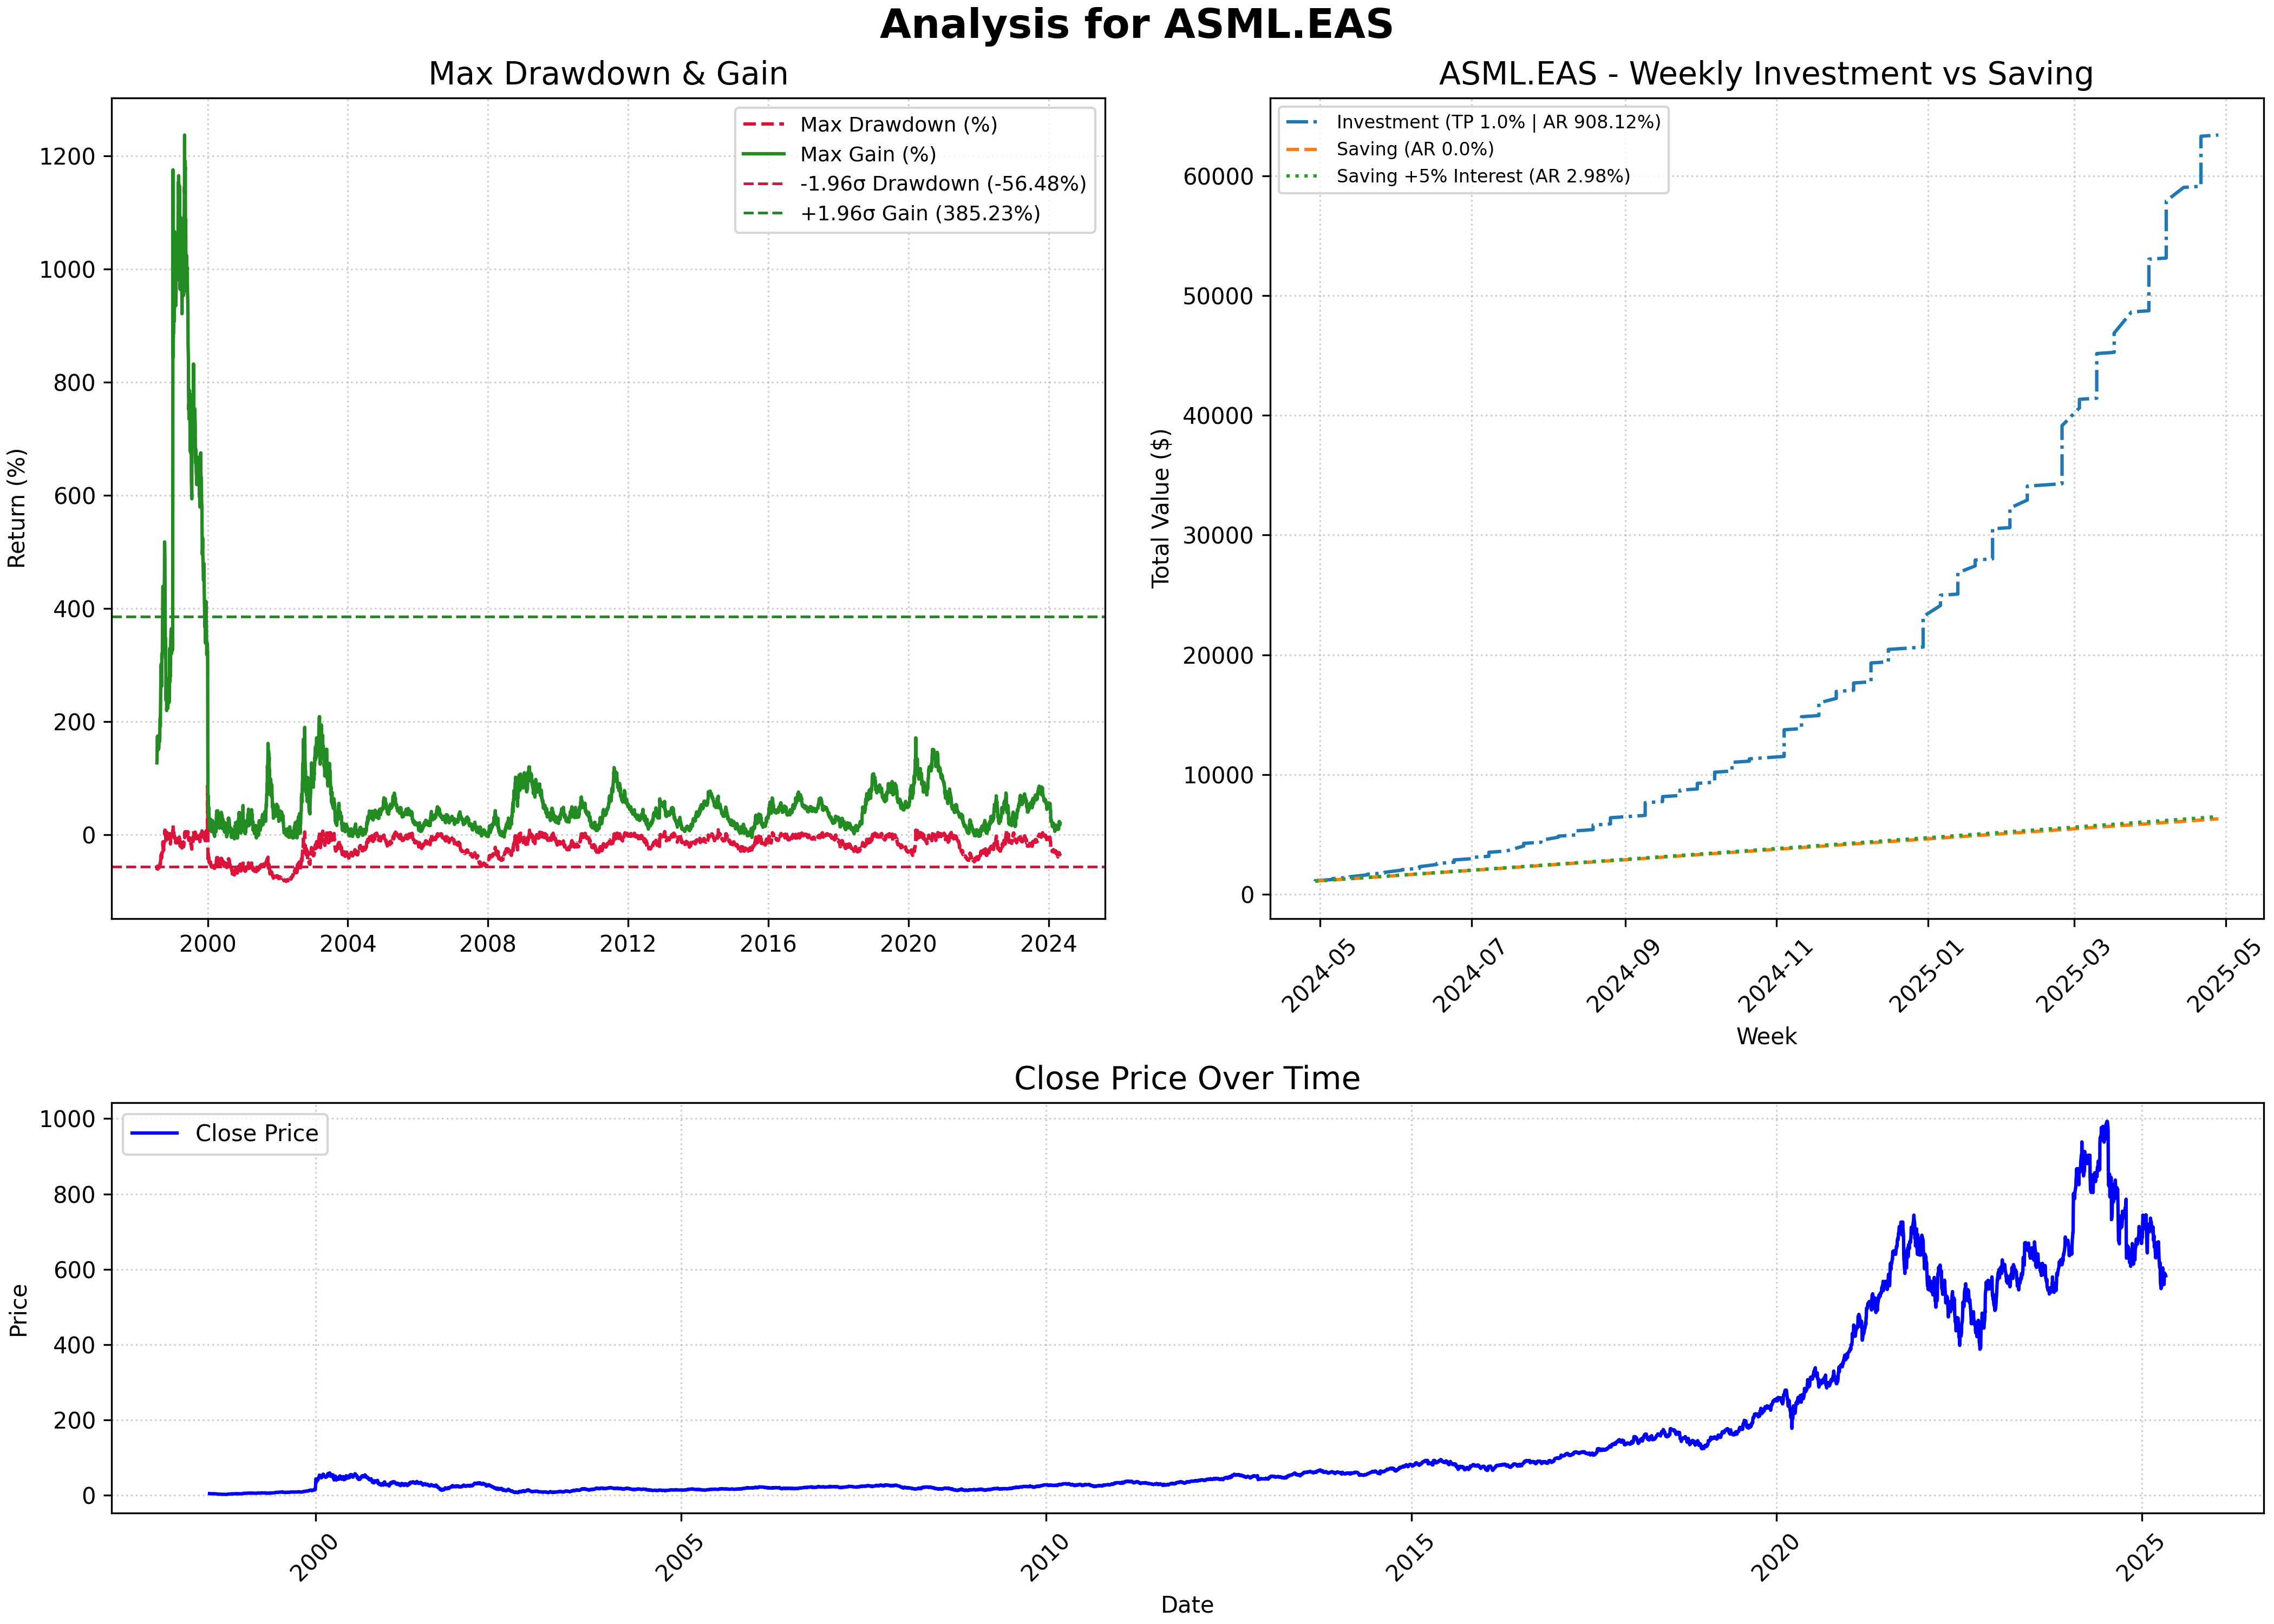 Analysis for ASML.EAS
Max Drawdown & Gain
Return (%)
1200
1000
800
600
400
200
0
Max Drawdown (%)
Max Gain (%)
-1.96σ Drawdown (-56.48%)
+1.96σ Gain (385.23%)
2000
2004
2008
2012
2016
2020
2024
ASML.EAS - Weekly Investment vs Saving
Total Value ($)
60000
50000
40000
30000
20000
10000
0
Investment (TP 1.0% | AR 908.12%)
Saving (AR 0.0%)
Saving +5% Interest (AR 2.98%)
2024-05
2024-07
2024-09
2024-11
2025-01
2025-03
2025-05
Week
Close Price Over Time
Price
1000
800
600
400
200
0
Close Price
2000
2005
2010
2015
2020
2025
Date